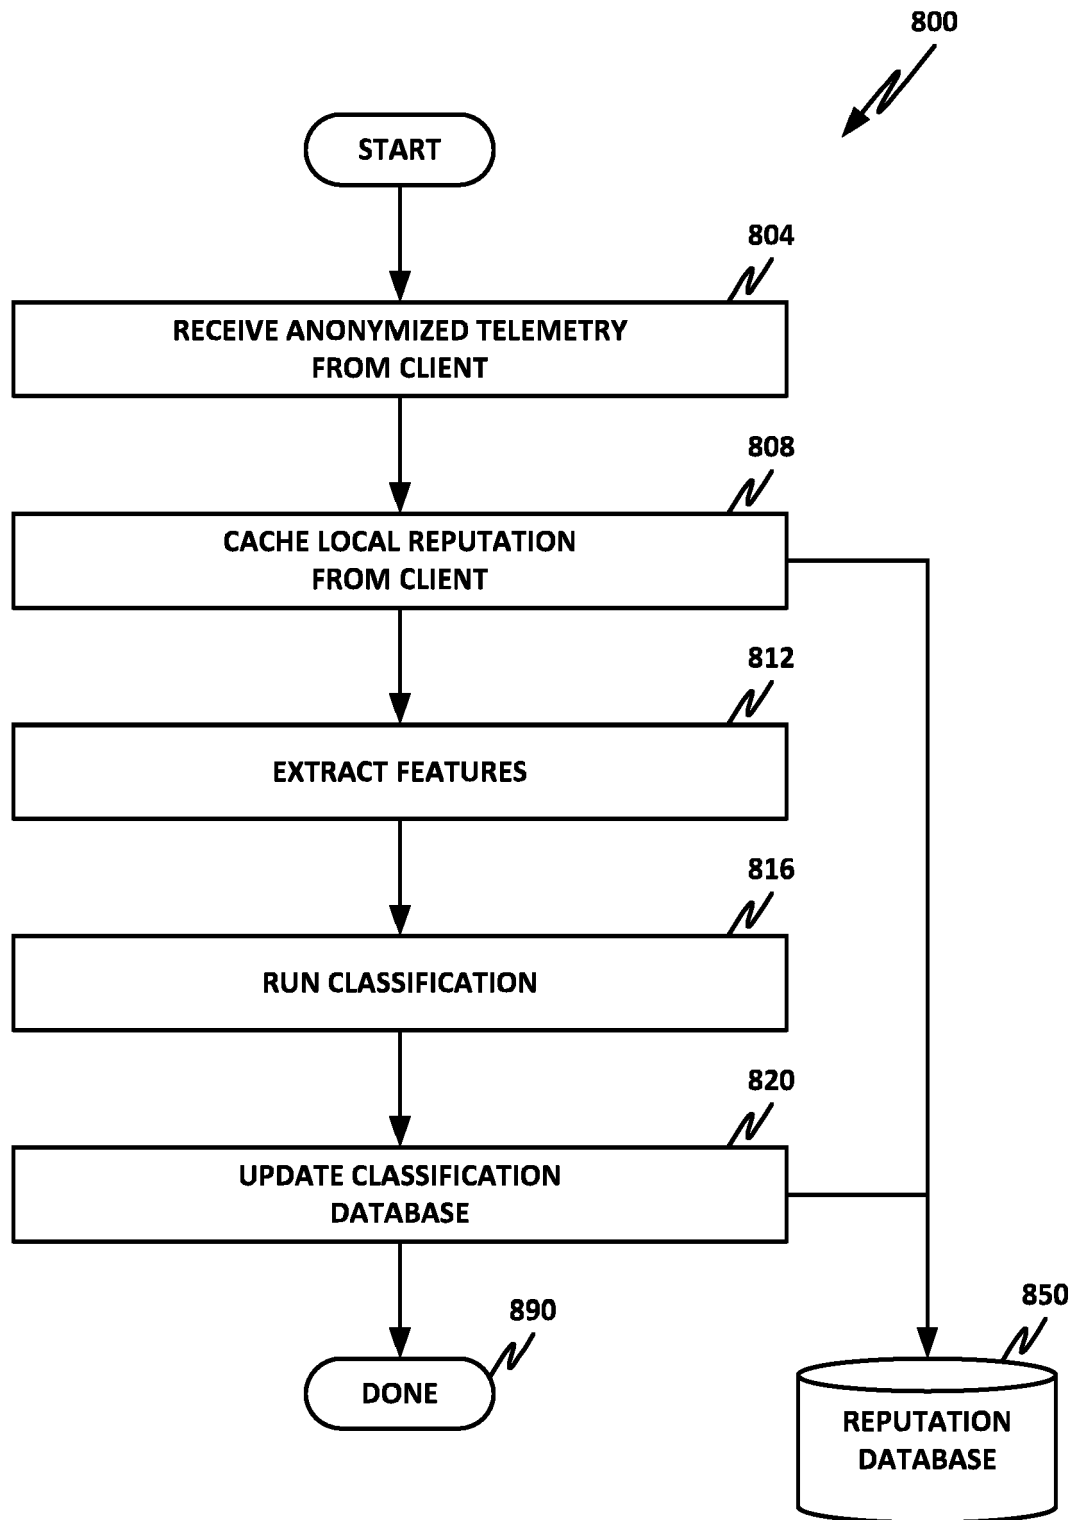 800
START
804
RECEIVE ANONYMIZED TELEMETRY
FROM CLIENT
808
CACHE LOCAL REPUTATION
FROM CLIENT
812
EXTRACT FEATURES
816
RUN CLASSIFICATION
820
UPDATE CLASSIFICATION
DATABASE
890
DONE
850
REPUTATION
DATABASE